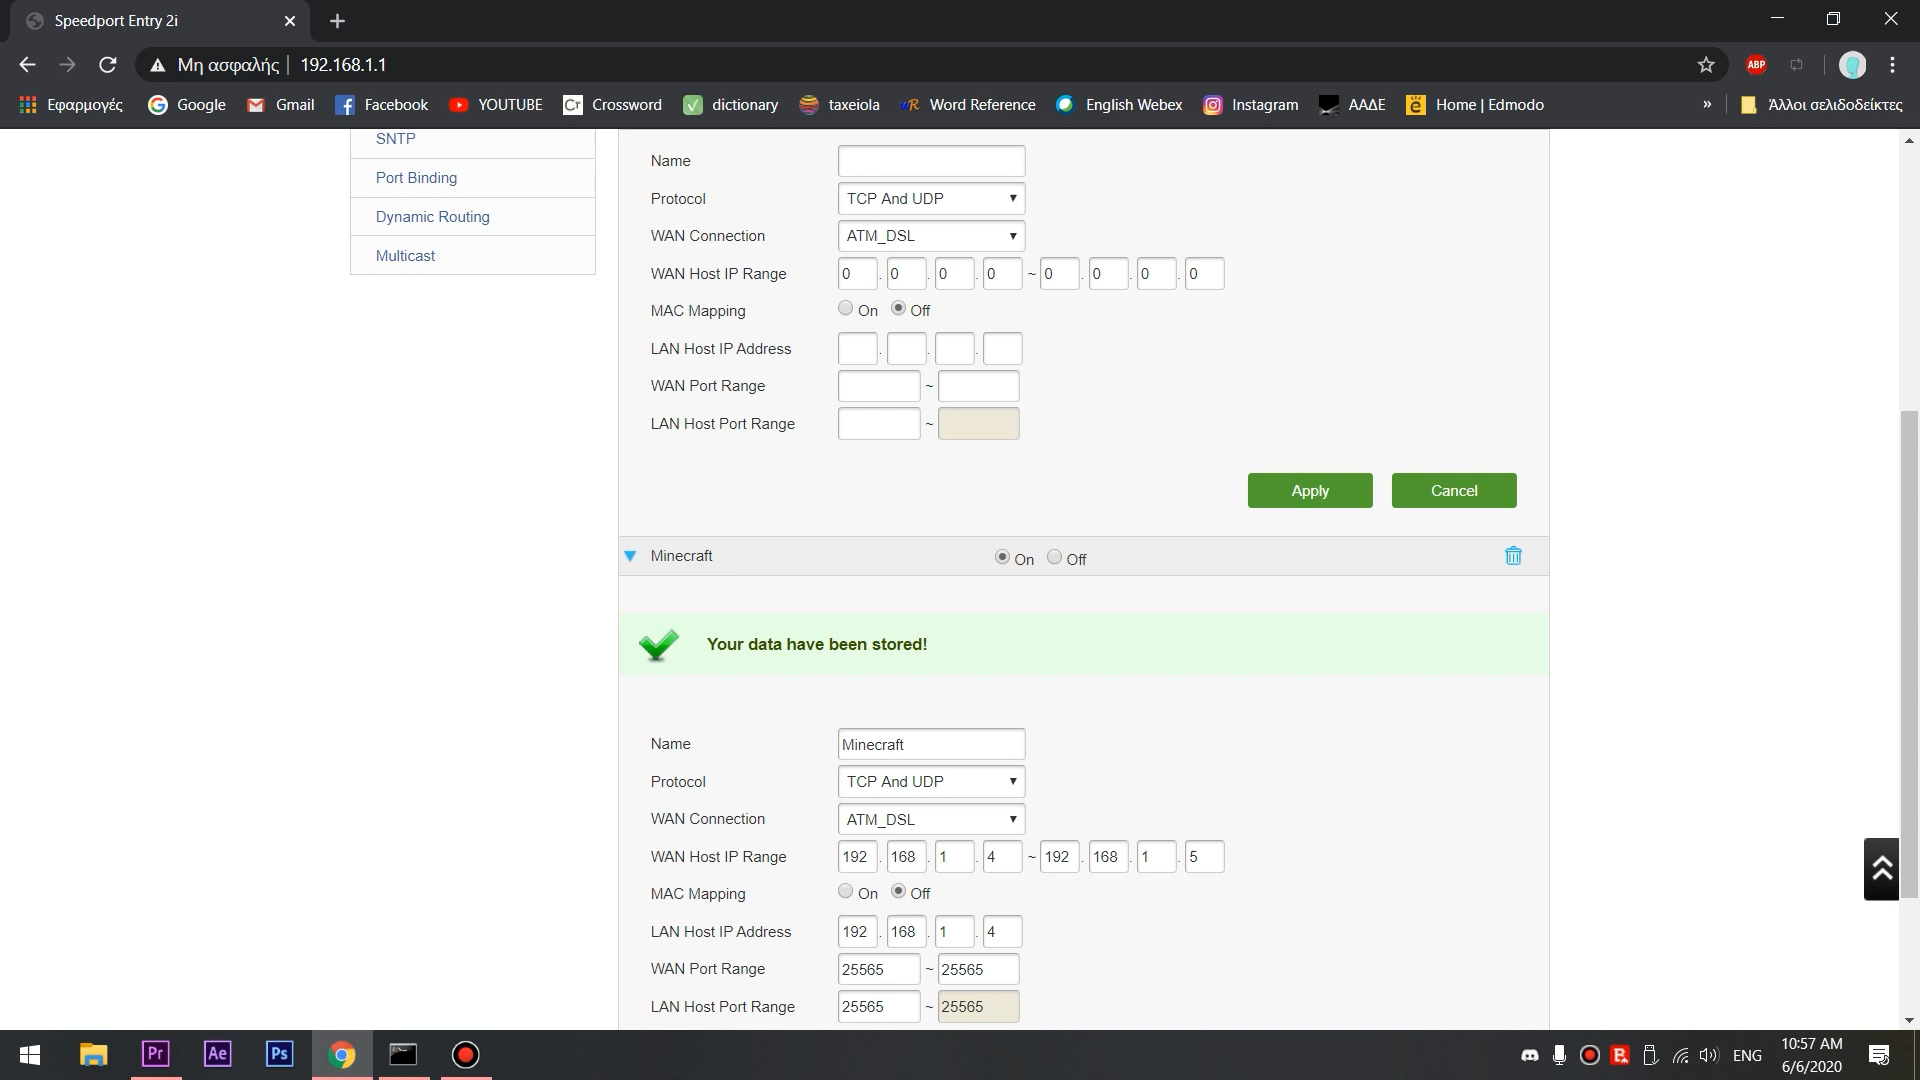 Speedport Entry 2i
Μη ασφαλής 192.168.1.1
ABP
Εφαρμογές Google Gmail Facebook YOUTUBE Cr Crossword dictionary taxeiola WR Word Reference English Webex Instagram ΑΑΔΕ ë Home | Edmodo » Άλλοι σελιδοδείκτες
SNTP
Port Binding
Dynamic Routing
Multicast
Name
Protocol TCP And UDP
WAN Connection ATM_DSL
WAN Host IP Range 0 . 0 . 0 . 0 ~ 0 . 0 . 0 . 0
MAC Mapping On Off
LAN Host IP Address . . .
WAN Port Range ~
LAN Host Port Range ~
Apply Cancel
Minecraft On Off
Your data have been stored!
Name Minecraft
Protocol TCP And UDP
WAN Connection ATM_DSL
WAN Host IP Range 192 . 168 . 1 . 4 ~ 192 . 168 . 1 . 5
MAC Mapping On Off
LAN Host IP Address 192 . 168 . 1 . 4
WAN Port Range 25565 ~ 25565
LAN Host Port Range 25565 ~ 25565
Pr Ae Ps ENG
10:57 AM
6/6/2020